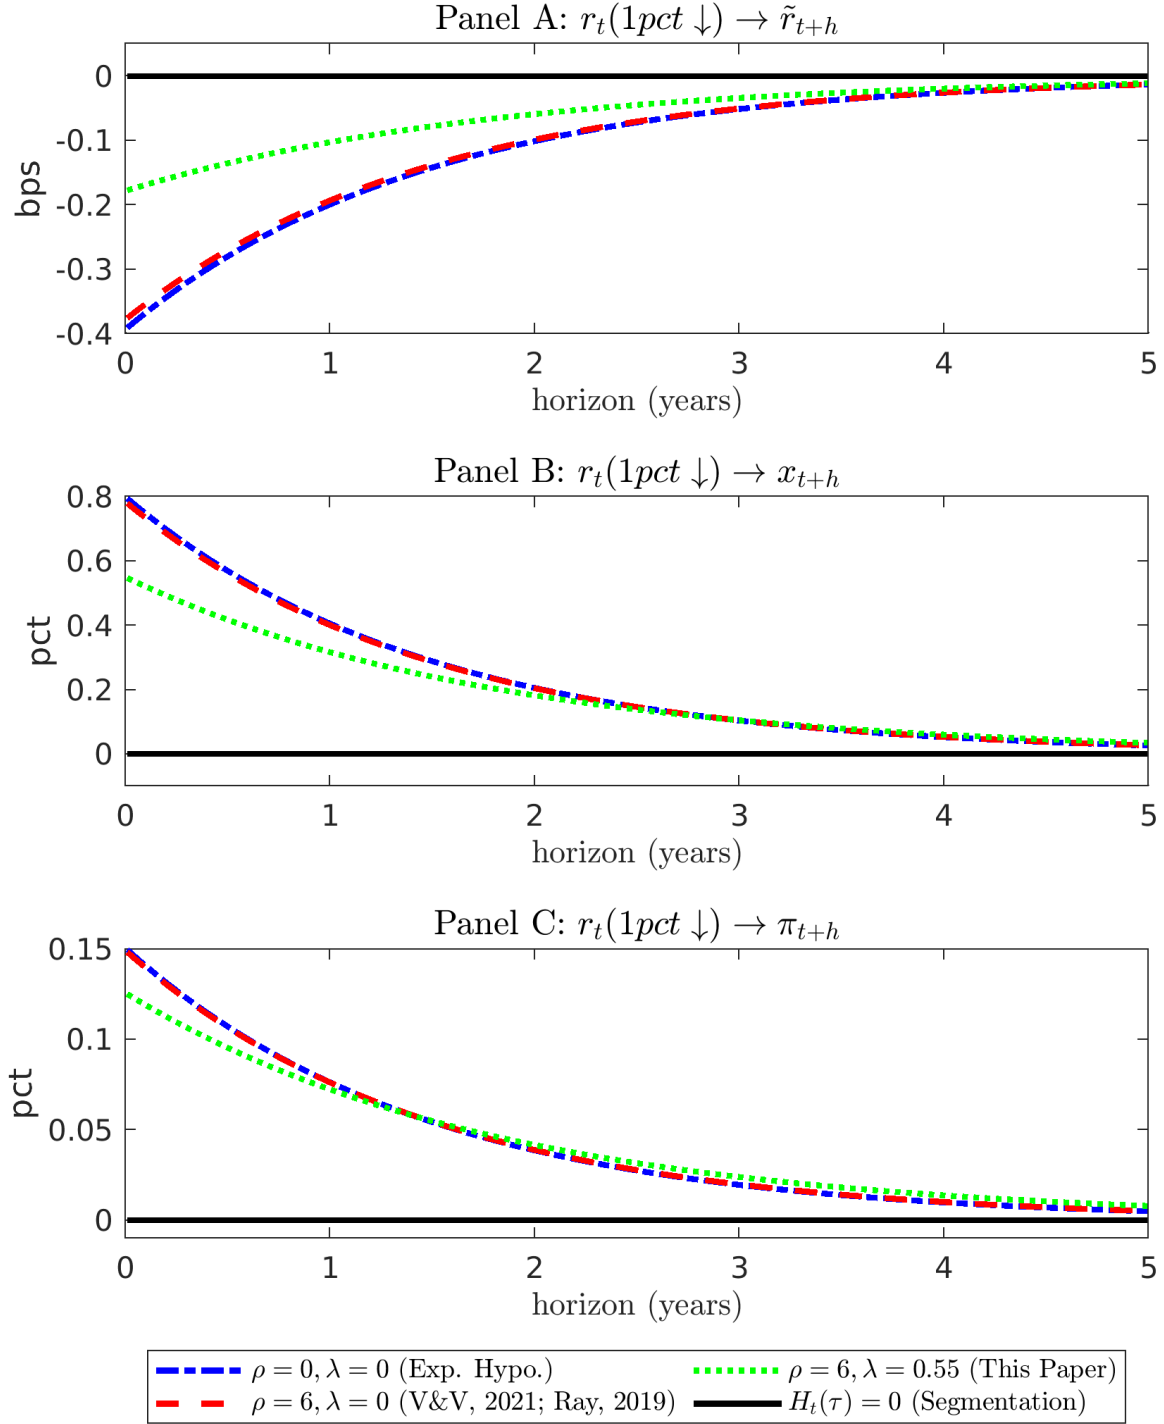 Panel A: r_t(1pct ↓) → r̃_{t+h}
0
-0.1
-0.2
-0.3
-0.4
bps
0 1 2 3 4 5
horizon (years)
Panel B: r_t(1pct ↓) → x_{t+h}
0.8
0.6
0.4
0.2
0
pct
0 1 2 3 4 5
horizon (years)
Panel C: r_t(1pct ↓) → π_{t+h}
0.15
0.1
0.05
0
pct
0 1 2 3 4 5
horizon (years)
ρ = 0, λ = 0 (Exp. Hypo.)
ρ = 6, λ = 0 (V&V, 2021; Ray, 2019)
ρ = 6, λ = 0.55 (This Paper)
H_t(τ) = 0 (Segmentation)